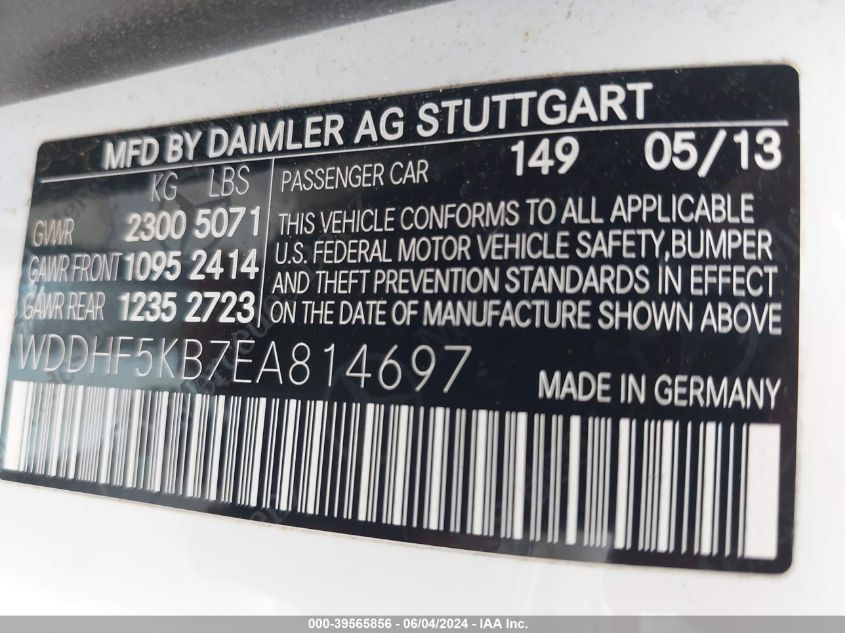 MFD BY DAIMLER AG STUTTGART
KG LBS
GVWR 2300 5071
GAWR FRONT 1095 2414
GAWR REAR 1235 2723
PASSENGER CAR 149 05/13
THIS VEHICLE CONFORMS TO ALL APPLICABLE
U.S. FEDERAL MOTOR VEHICLE SAFETY,BUMPER
AND THEFT PREVENTION STANDARDS IN EFFECT
ON THE DATE OF MANUFACTURE SHOWN ABOVE
WDDHF5KB7EA814697
MADE IN GERMANY
000-39565856 - 06/04/2024 - IAA Inc.